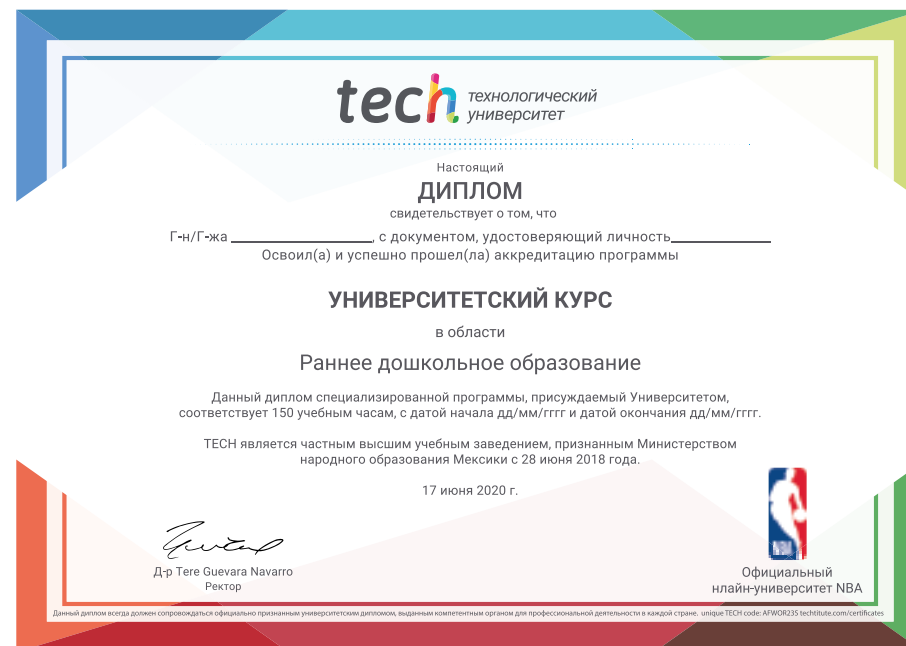 tech технологический
университет
Настоящий
ДИПЛОМ
свидетельствует о том, что
Г-н/Г-жа ____________, с документом, удостоверяющий личность____________
Освоил(а) и успешно прошел(ла) аккредитацию программы
УНИВЕРСИТЕТСКИЙ КУРС
в области
Раннее дошкольное образование
Данный диплом специализированной программы, присуждаемый Университетом,
соответствует 150 учебным часам, с датой начала дд/мм/гггг и датой окончания дд/мм/гггг.
TECH является частным высшим учебным заведением, признанным Министерством
народного образования Мексики с 28 июня 2018 года.
17 июня 2020 г.
Д-р Tere Guevara Navarro
Ректор
NBA
Официальный
нлайн-университет NBA
Данный диплом всегда должен сопровождаться официально признанным университетским дипломом, выданным компетентным органом для профессиональной деятельности в каждой стране. unique TECH code: AFWOR23S techtitute.com/certificates